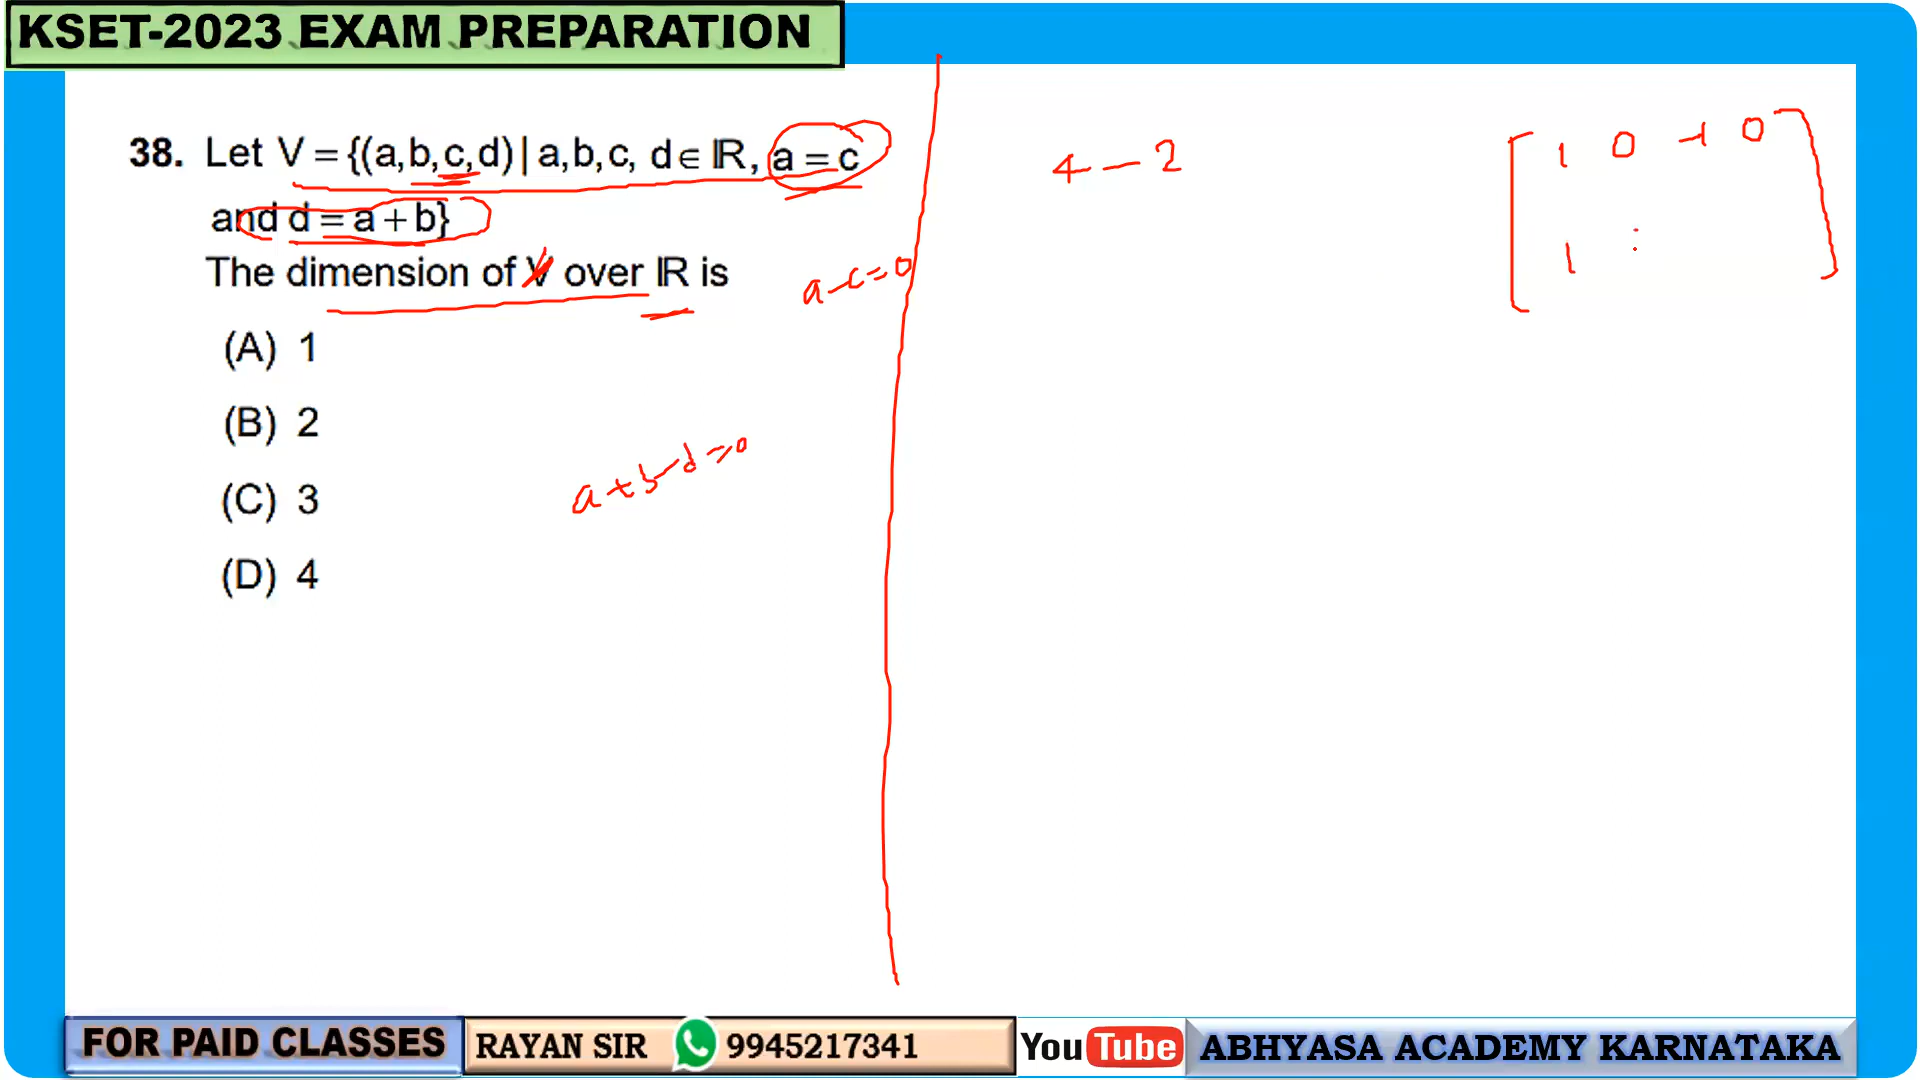 KSET-2023 EXAM PREPARATION
38. Let V = {(a,b,c,d) | a,b,c, d ∈ ℝ, a = c
and d = a + b}
The dimension of V over ℝ is
(A) 1
(B) 2
(C) 3
(D) 4
a - c = 0
a + b - d = 0
4 - 2
1 0 -1 0
1
FOR PAID CLASSES
RAYAN SIR 9945217341
YouTube
ABHYASA ACADEMY KARNATAKA